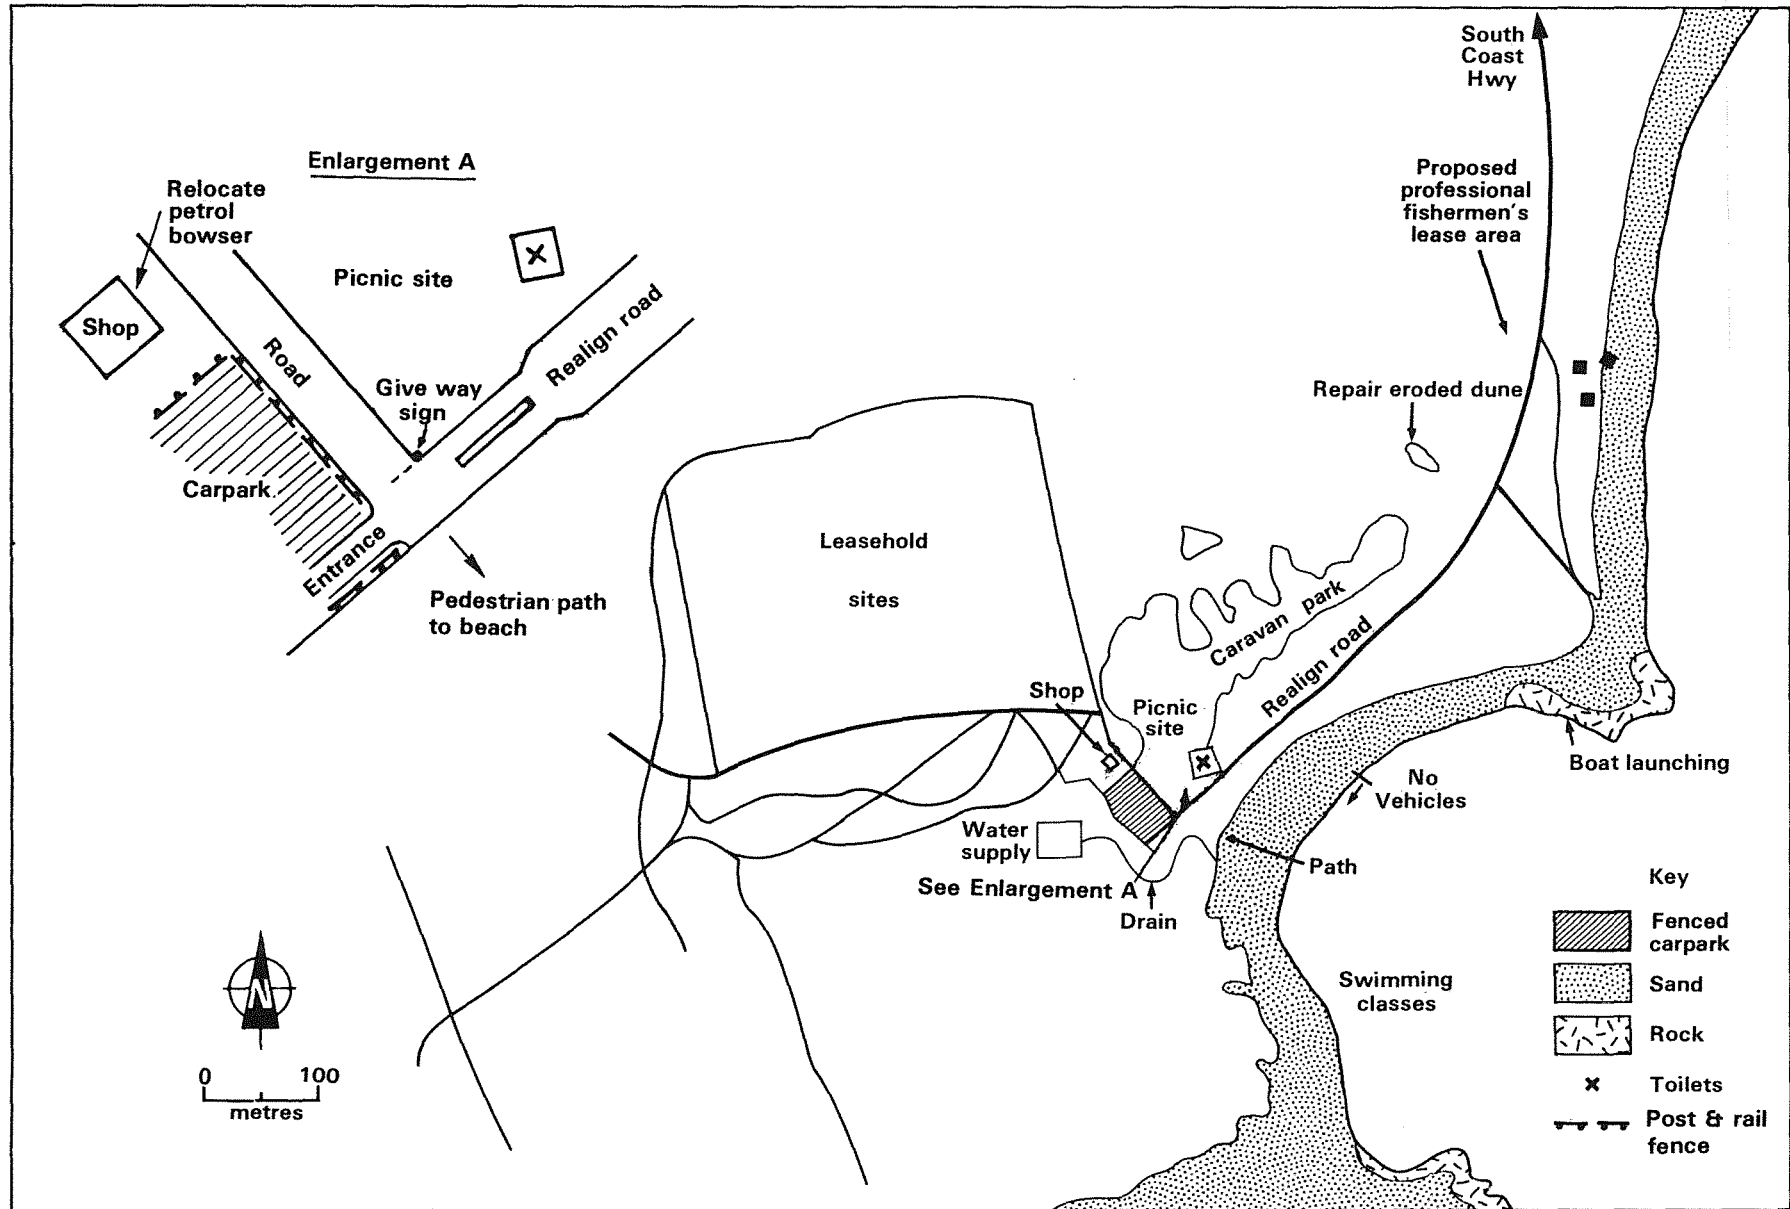 Enlargement A
Relocate
petrol
bowser
Picnic site
Shop
Road
Realign road
Give way
sign
Carpark
Entrance
Pedestrian path
to beach
South
Coast
Hwy
Proposed
professional
fishermen's
lease area
Repair eroded dune
Leasehold
sites
Caravan park
Realign road
Shop
Picnic
site
Boat launching
No
Vehicles
Water
supply
Path
See Enlargement A
Drain
Swimming
classes
N
0 100
metres
Key
Fenced
carpark
Sand
Rock
Toilets
Post & rail
fence